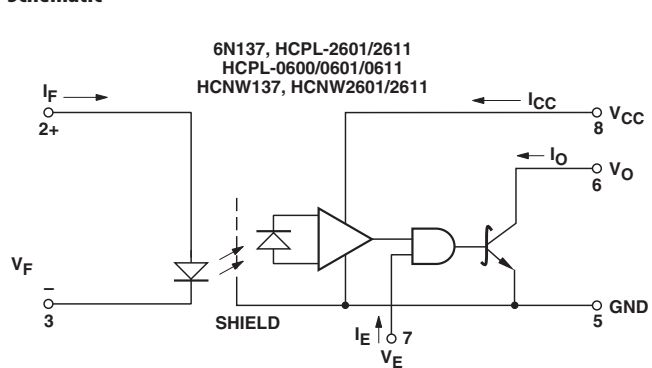 6N137, HCPL-2601/2611
HCPL-0600/0601/0611
HCNW137, HCNW2601/2611
IF
2+
ICC
8 VCC
IO
6 VO
VF
–
3
SHIELD
IE
7
VE
5 GND